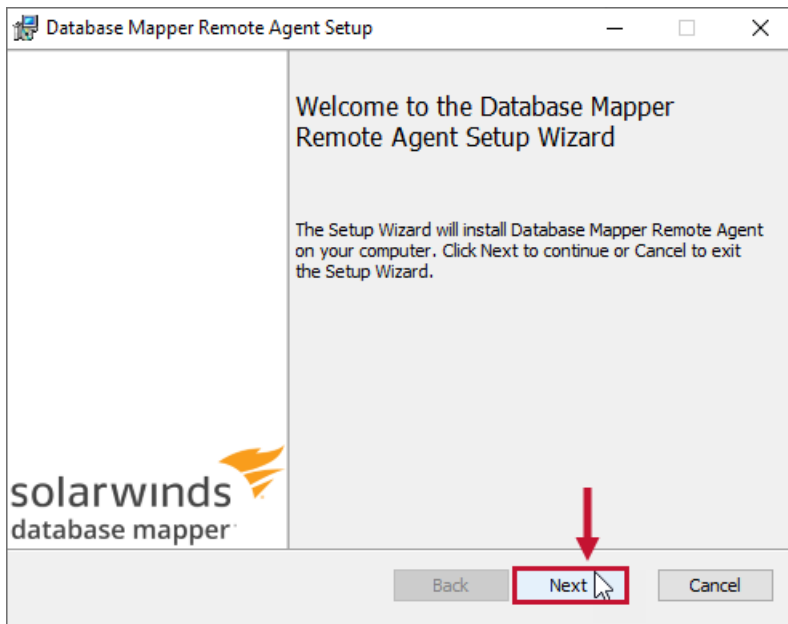 Database Mapper Remote Agent Setup
Welcome to the Database Mapper
Remote Agent Setup Wizard
The Setup Wizard will install Database Mapper Remote Agent
on your computer. Click Next to continue or Cancel to exit
the Setup Wizard.
solarwinds
database mapper
Back Next Cancel